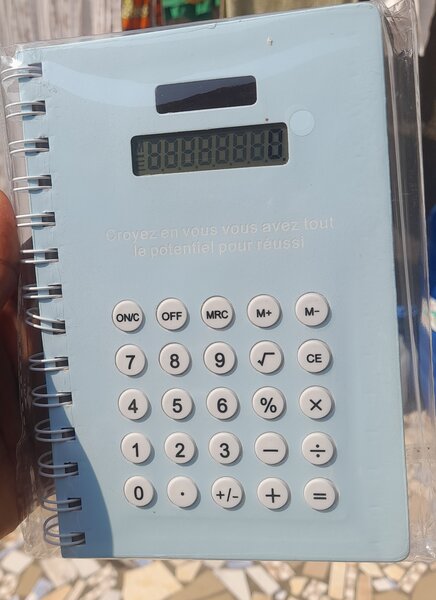 0
Croyez en vous vous avez tout
le potentiel pour réussi
ON/C OFF MRC M+ M-
7 8 9 √ CE
4 5 6 % ×
1 2 3 − ÷
0 · +/- + =